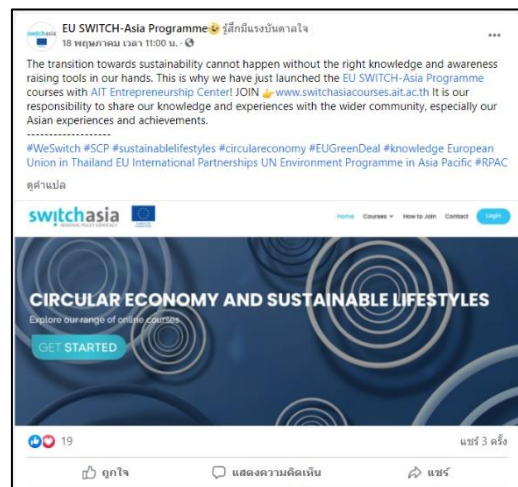 EU SWITCH-Asia Programme 😉 รู้สึกมีแรงบันดาลใจ
18 พฤษภาคม เวลา 11:00 น. ·
The transition towards sustainability cannot happen without the right knowledge and awareness
raising tools in our hands. This is why we have just launched the EU SWITCH-Asia Programme
courses with AIT Entrepreneurship Center! JOIN 👉www.switchasiacourses.ait.ac.th It is our
responsibility to share our knowledge and experiences with the wider community, especially our
Asian experiences and achievements.
-------------------
#WeSwitch #SCP #sustainablelifestyles #circulareconomy #EUGreenDeal #knowledge European
Union in Thailand EU International Partnerships UN Environment Programme in Asia Pacific #RPAC
ดูคำแปล
switchasia
REGIONAL POLICY ADVOCACY
Home Courses How to Join Contact Login
CIRCULAR ECONOMY AND SUSTAINABLE LIFESTYLES
Explore our range of online courses
GET STARTED
19
แชร์ 3 ครั้ง
ถูกใจ แสดงความคิดเห็น แชร์